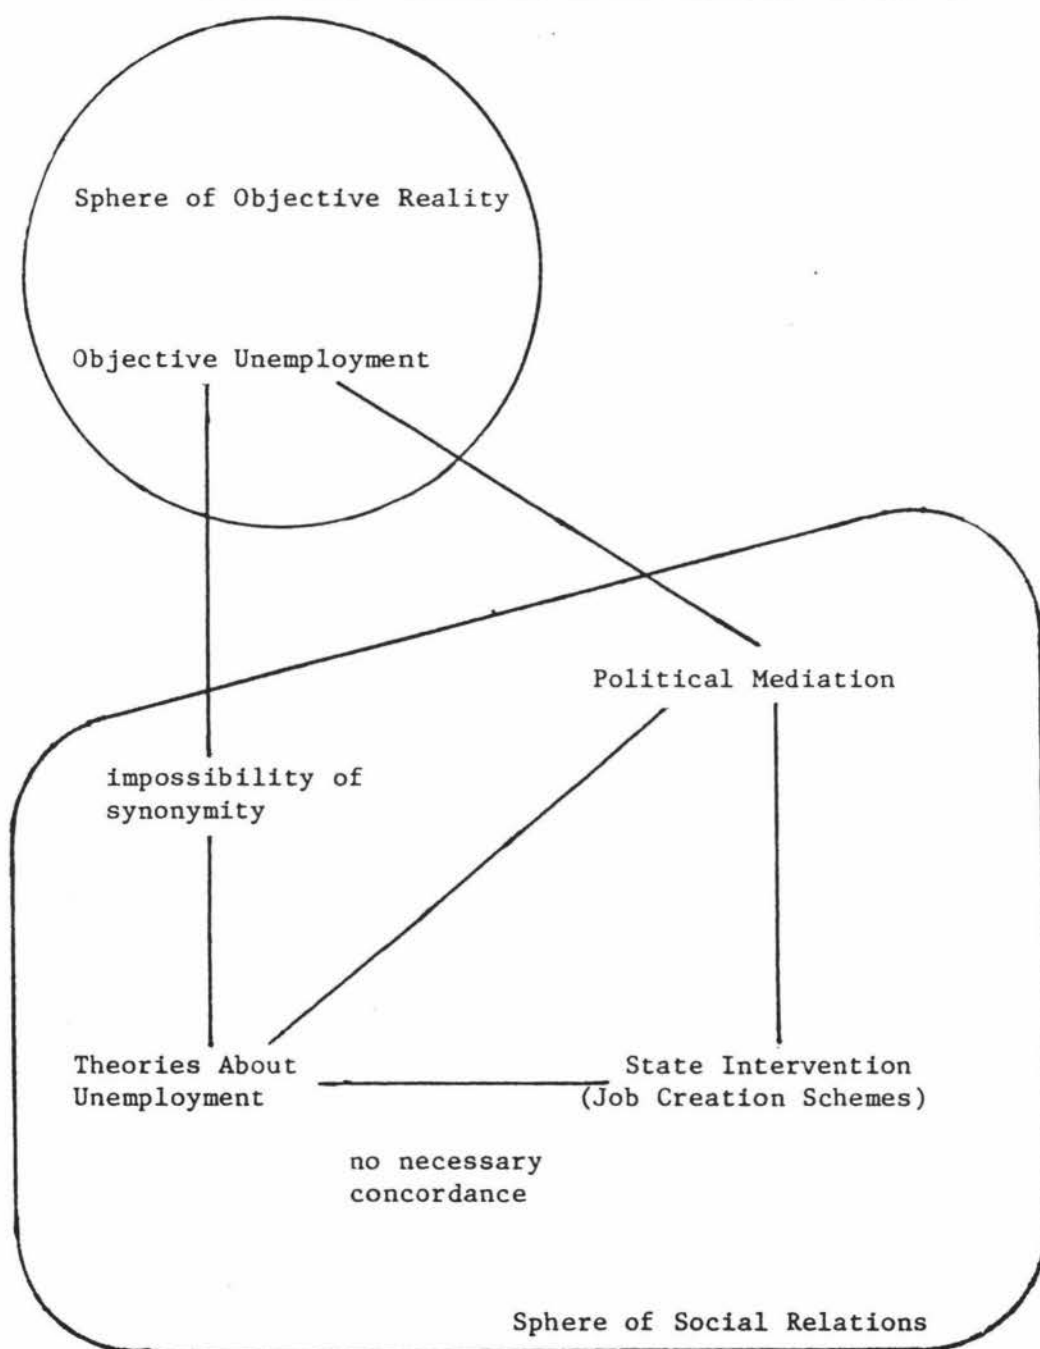 Sphere of Objective Reality
Objective Unemployment
Political Mediation
impossibility of
synonymity
Theories About
Unemployment
State Intervention
(Job Creation Schemes)
no necessary
concordance
Sphere of Social Relations